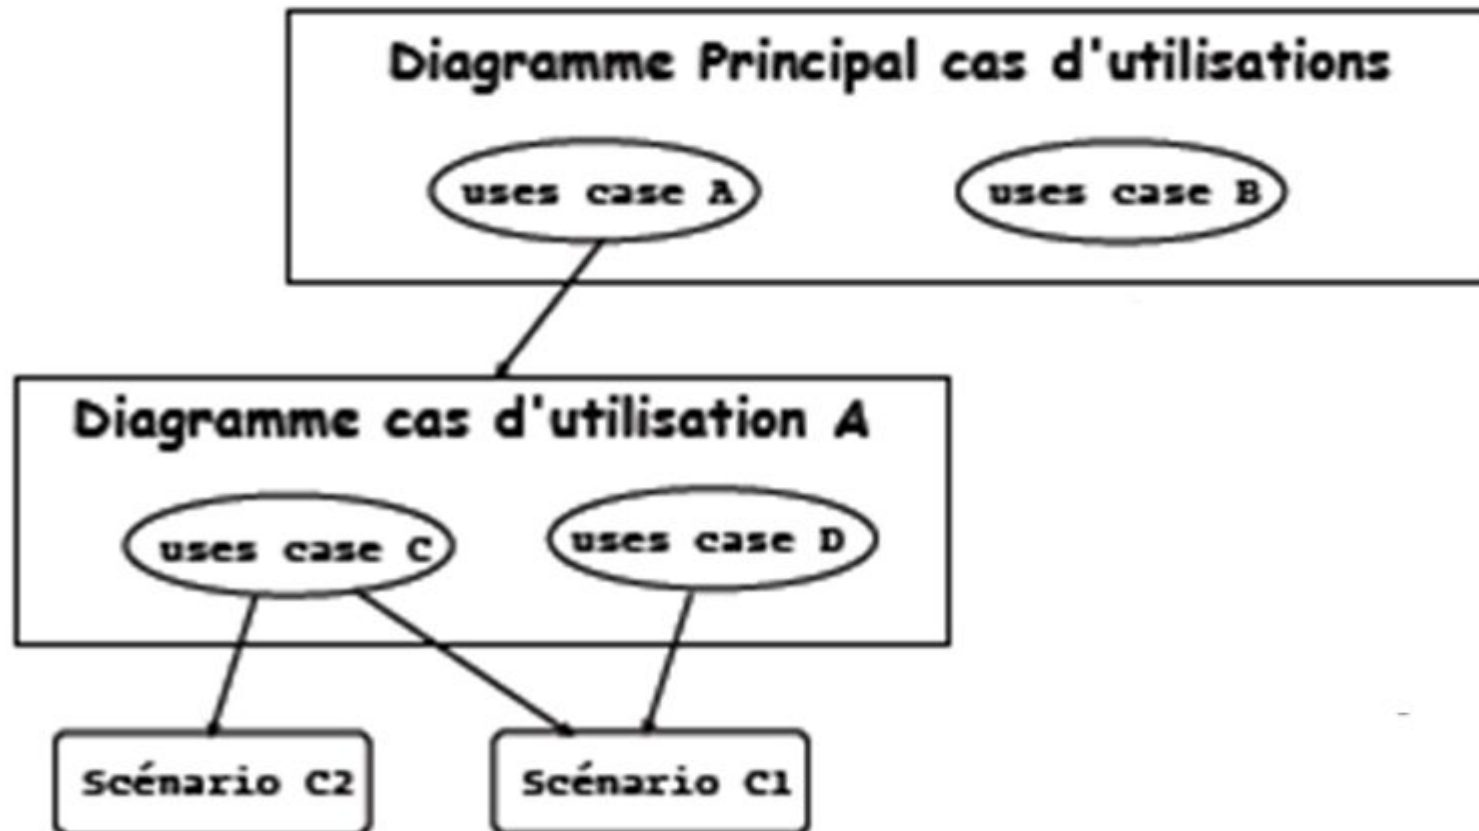 Diagramme Principal cas d'utilisations
uses case A
uses case B
Diagramme cas d'utilisation A
uses case C
uses case D
Scénario C2
Scénario C1